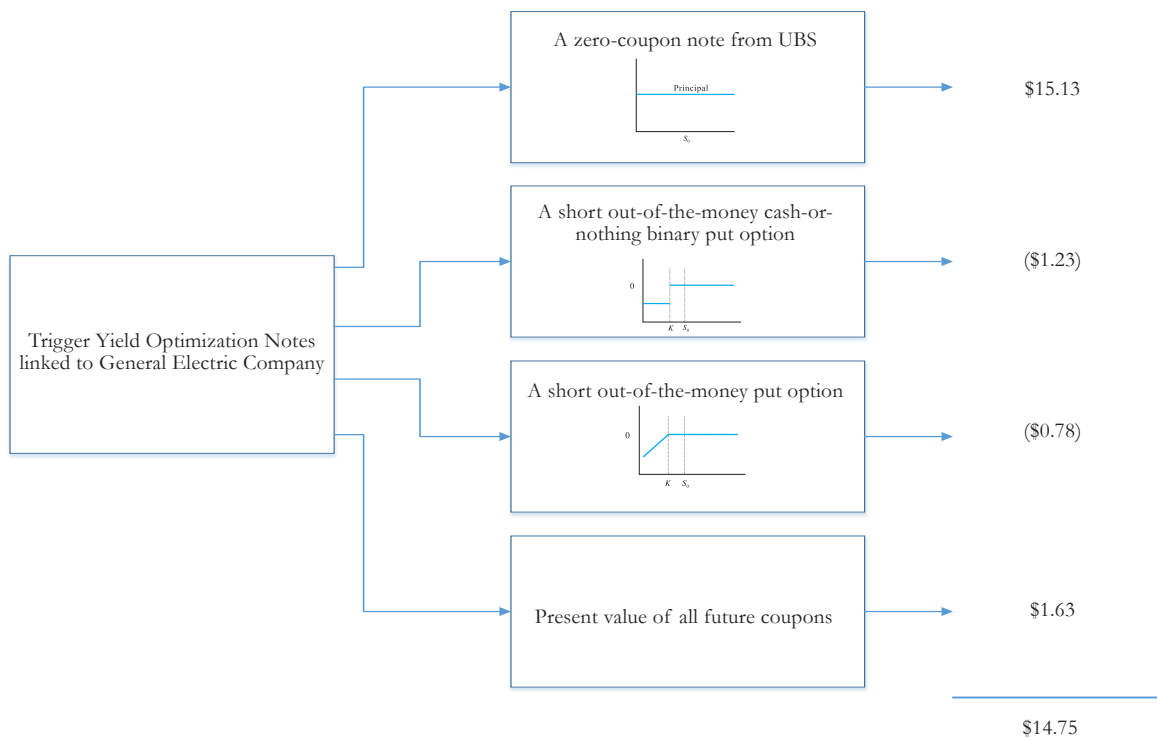 Trigger Yield Optimization Notes
linked to General Electric Company
A zero-coupon note from UBS
Principal
S₀
$15.13
A short out-of-the-money cash-or-
nothing binary put option
0
K S₀
($1.23)
A short out-of-the-money put option
0
K S₀
($0.78)
Present value of all future coupons
$1.63
$14.75